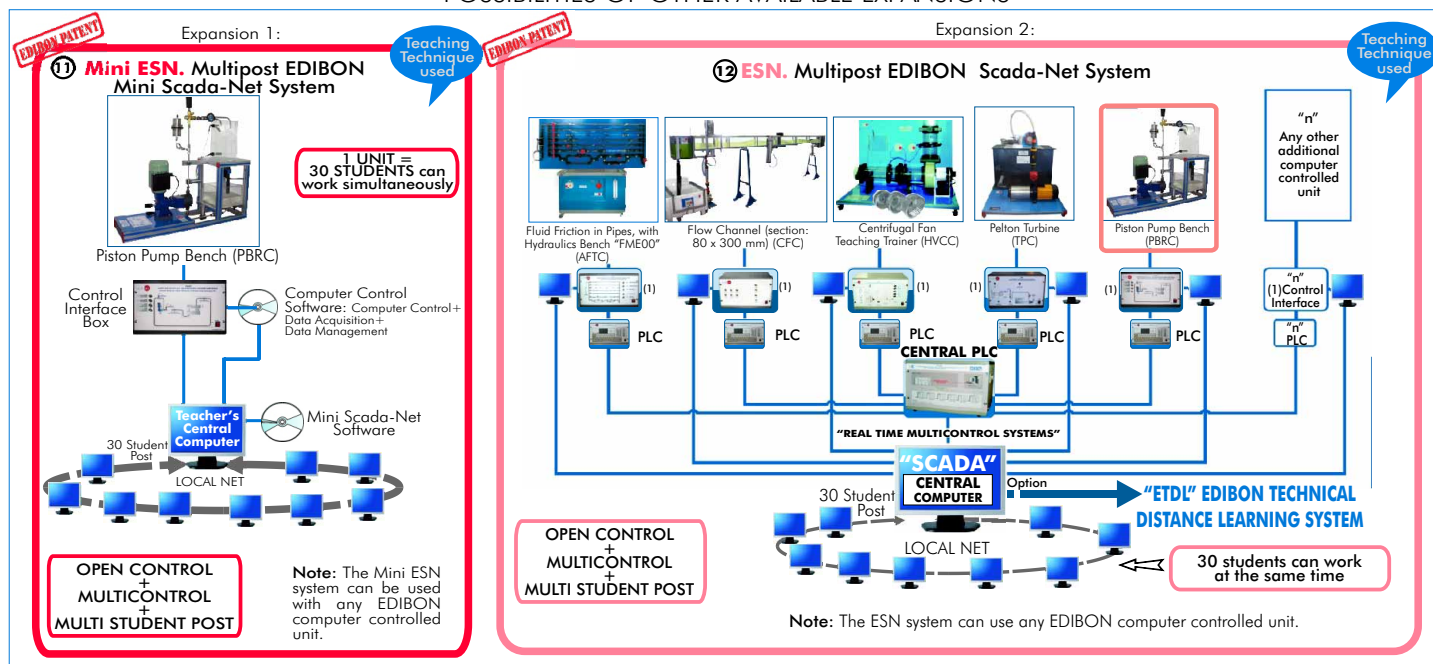 POSSIBILITIES OF OTHER AVAILABLE EXPANSIONS
Expansion 1:
EDIBON PATENT
Teaching
Technique
used
11 Mini ESN. Multipost EDIBON
Mini Scada-Net System
1 UNIT =
30 STUDENTS can
work simultaneously
Piston Pump Bench (PBRC)
Control
Interface
Box
Computer Control
Software: Computer Control+
Data Acquisition+
Data Management
Teacher's
Central
Computer
Mini Scada-Net
Software
30 Student
Post
LOCAL NET
OPEN CONTROL
+
MULTICONTROL
+
MULTI STUDENT POST
Note: The Mini ESN
system can be used
with any EDIBON
computer controlled
unit.
Expansion 2:
EDIBON PATENT
Teaching
Technique
used
12 ESN. Multipost EDIBON Scada-Net System
Fluid Friction in Pipes, with
Hydraulics Bench "FME00"
(AFTC)
Flow Channel (section:
80 x 300 mm) (CFC)
Centrifugal Fan
Teaching Trainer (HVCC)
Pelton Turbine
(TPC)
Piston Pump Bench
(PBRC)
"n"
Any other
additional
computer
controlled
unit
(1)
(1)
(1)
(1)
(1)
"n"
(1)Control
Interface
PLC
PLC
PLC
PLC
PLC
"n"
PLC
CENTRAL PLC
"REAL TIME MULTICONTROL SYSTEMS"
"SCADA"
CENTRAL
COMPUTER
Option
"ETDL" EDIBON TECHNICAL
DISTANCE LEARNING SYSTEM
30 Student
Post
LOCAL NET
30 students can work
at the same time
OPEN CONTROL
+
MULTICONTROL
+
MULTI STUDENT POST
Note: The ESN system can use any EDIBON computer controlled unit.